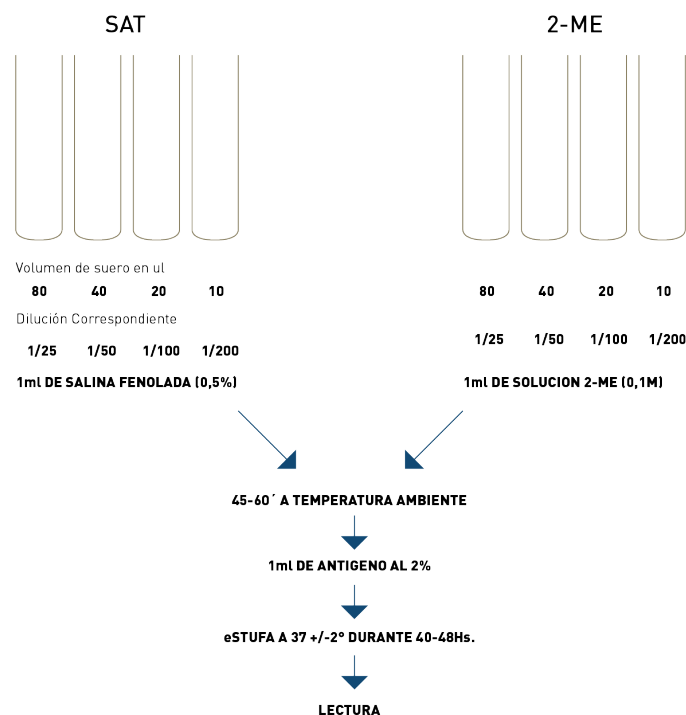 SAT
2-ME
Volumen de suero en ul
80 40 20 10
80 40 20 10
Dilución Correspondiente
1/25 1/50 1/100 1/200
1/25 1/50 1/100 1/200
1ml DE SALINA FENOLADA (0,5%)
1ml DE SOLUCION 2-ME (0,1M)
45-60´ A TEMPERATURA AMBIENTE
1ml DE ANTIGENO AL 2%
eSTUFA A 37 +/-2° DURANTE 40-48Hs.
LECTURA